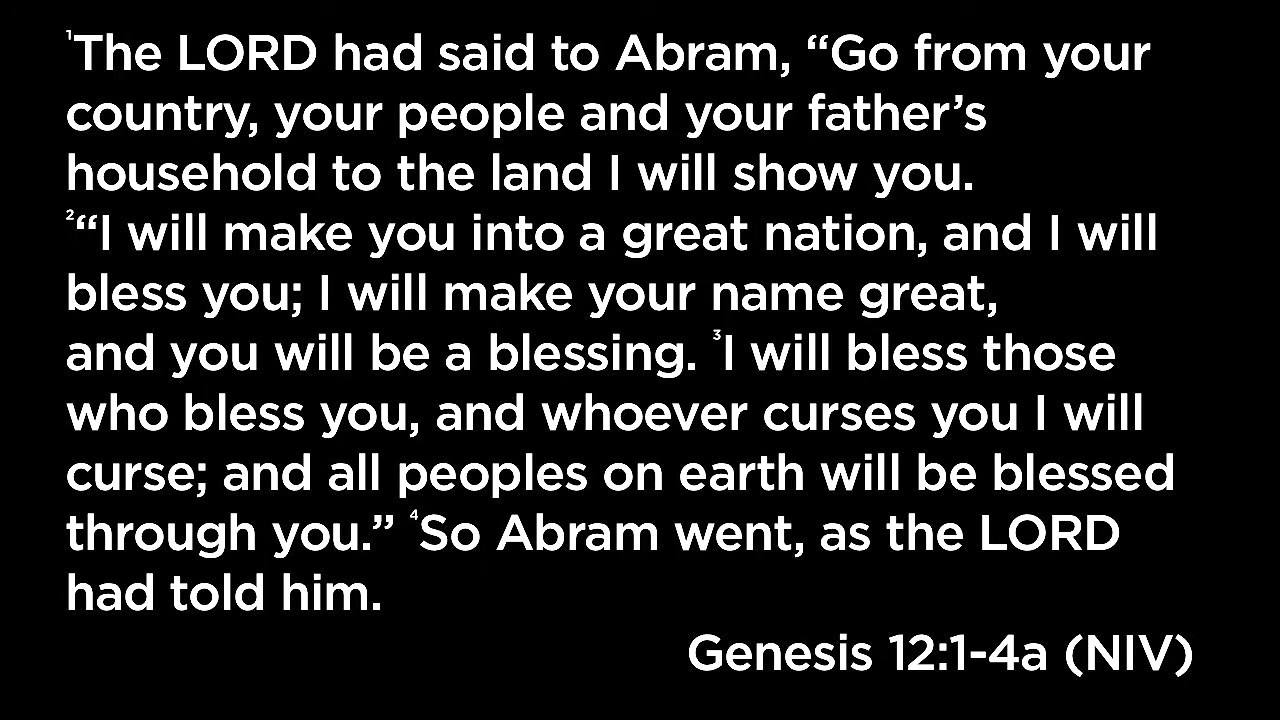 ¹The LORD had said to Abram, “Go from your
country, your people and your father’s
household to the land I will show you.
²“I will make you into a great nation, and I will
bless you; I will make your name great,
and you will be a blessing. ³I will bless those
who bless you, and whoever curses you I will
curse; and all peoples on earth will be blessed
through you.” ⁴So Abram went, as the LORD
had told him.
Genesis 12:1-4a (NIV)